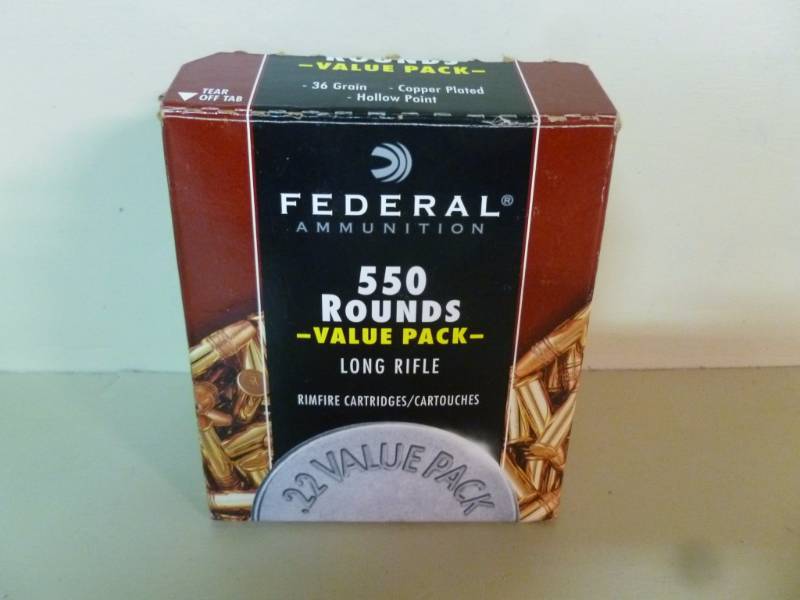 ROUNDS
–VALUE PACK–
- 36 Grain - Copper Plated
- Hollow Point
TEAR
OFF TAB
FEDERAL®
AMMUNITION
550
ROUNDS
–VALUE PACK–
LONG RIFLE
RIMFIRE CARTRIDGES/CARTOUCHES
.22 VALUE PACK